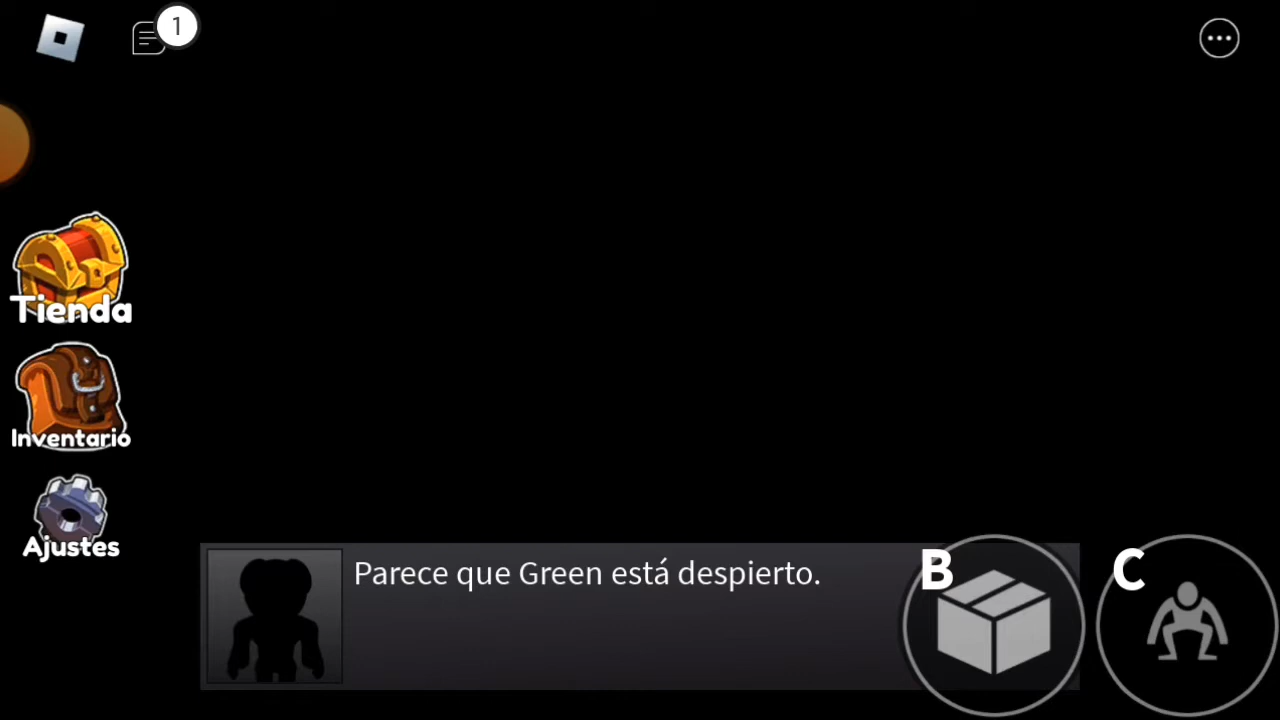 1
Tienda
Inventario
Ajustes
Parece que Green está despierto.
B
C